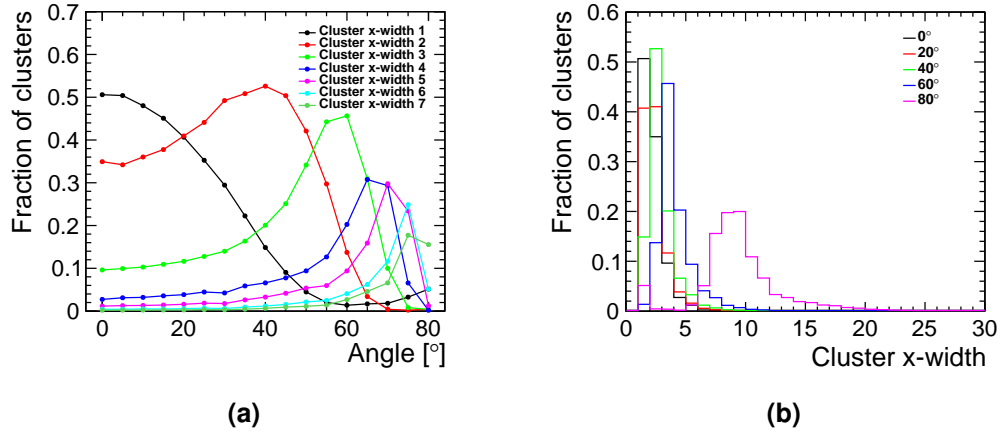 Fraction of clusters
0.6
0.5
0.4
0.3
0.2
0.1
0
0 20 40 60 80
Angle [°]
Cluster x-width 1
Cluster x-width 2
Cluster x-width 3
Cluster x-width 4
Cluster x-width 5
Cluster x-width 6
Cluster x-width 7
(a)
Fraction of clusters
0.6
0.5
0.4
0.3
0.2
0.1
0
0 5 10 15 20 25 30
Cluster x-width
0°
20°
40°
60°
80°
(b)